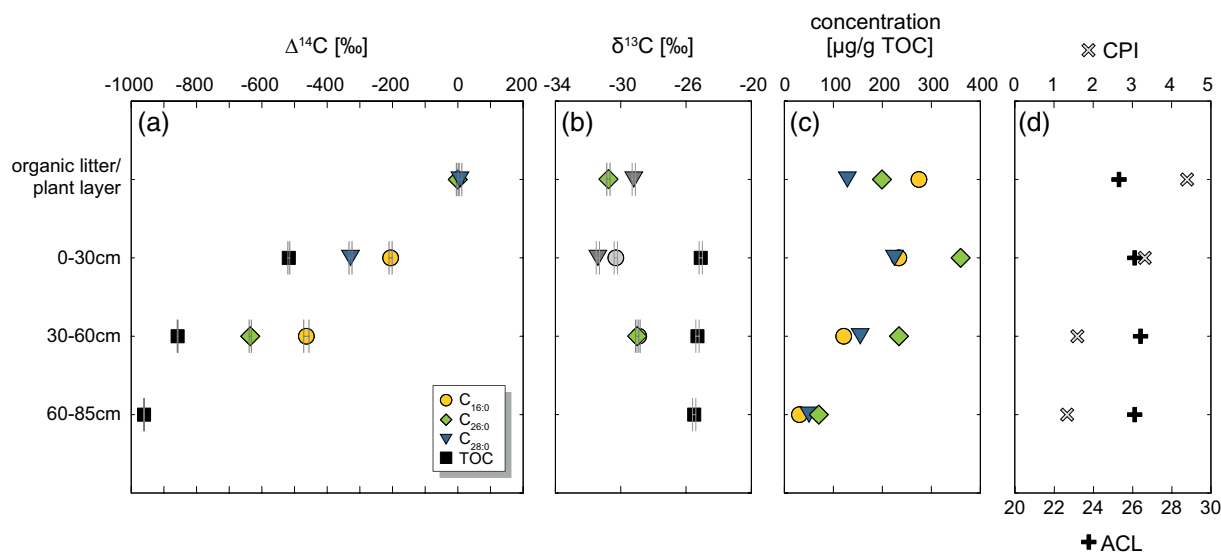 Δ¹⁴C [‰]
δ¹³C [‰]
concentration
[µg/g TOC]
CPI
-1000 -800 -600 -400 -200 0 200
-34 -29 -26 -20
0 100 200 300 400
0 1 2 3 4 5
(a) (b) (c) (d)
organic litter/
plant layer
0-30cm
30-60cm
60-85cm
C₁₆:₀
C₂₆:₀
C₂₈:₀
TOC
20 22 24 26 28 30
ACL